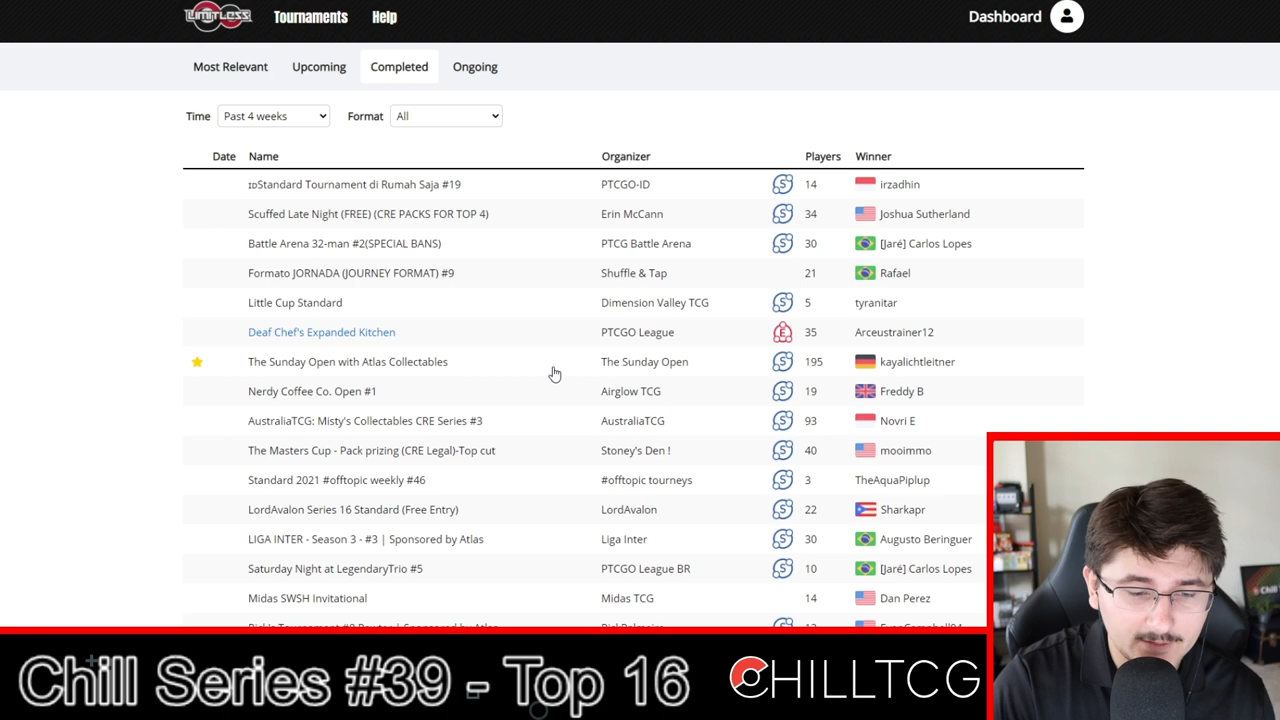 LIMITLESS Tournaments Help Dashboard
Most Relevant Upcoming Completed Ongoing
Time Past 4 weeks Format All
Date Name Organizer Players Winner
IDStandard Tournament di Rumah Saja #19 PTCGO-ID S 14 Irzadhin
Scuffed Late Night (FREE) (CRE PACKS FOR TOP 4) Erin McCann S 34 Joshua Sutherland
Battle Arena 32-man #2(SPECIAL BANS) PTCG Battle Arena S 30 [Jaré] Carlos Lopes
Formato JORNADA (JOURNEY FORMAT) #9 Shuffle & Tap 21 Rafael
Little Cup Standard Dimension Valley TCG S 5 tyranitar
Deaf Chef's Expanded Kitchen PTCGO League E 35 Arceustrainer12
The Sunday Open with Atlas Collectables The Sunday Open S 195 kayalichtleitner
Nerdy Coffee Co. Open #1 Airglow TCG S 19 Freddy B
AustraliaTCG: Misty's Collectables CRE Series #3 AustraliaTCG S 93 Novri E
The Masters Cup - Pack prizing (CRE Legal)-Top cut Stoney's Den ! S 40 mooimmo
Standard 2021 #offtopic weekly #46 #offtopic tourneys S 3 TheAquaPiplup
LordAvalon Series 16 Standard (Free Entry) LordAvalon S 22 Sharkapr
LIGA INTER - Season 3 - #3 | Sponsored by Atlas Liga Inter S 30 Augusto Beringuer
Saturday Night at LegendaryTrio #5 PTCGO League BR S 10 [Jaré] Carlos Lopes
Midas SWSH Invitational Midas TCG 14 Dan Perez
Chill Series #39 - Top 16 CHILLTCG